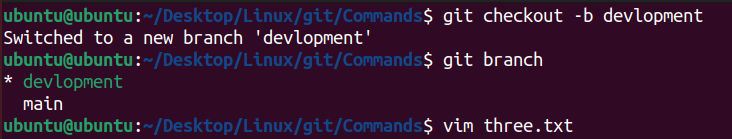 ubuntu@ubuntu:~/Desktop/Linux/git/Commands$ git checkout -b devlopment
Switched to a new branch 'devlopment'
ubuntu@ubuntu:~/Desktop/Linux/git/Commands$ git branch
* devlopment
  main
ubuntu@ubuntu:~/Desktop/Linux/git/Commands$ vim three.txt